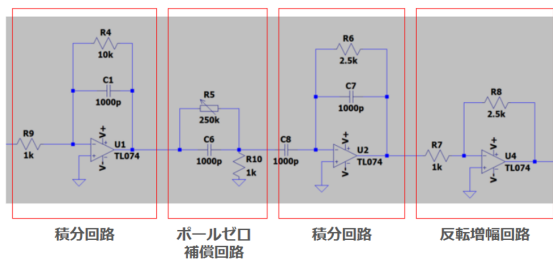 R4
10k
C1
1000p
R9
1k
V+
U1
TL074
V-
R5
250k
C6
1000p
R10
1k
C8
1000p
R6
2.5k
C7
1000p
V+
U2
TL074
V-
R7
1k
R8
2.5k
V+
U4
TL074
V-
積分回路
ポールゼロ
補償回路
積分回路
反転増幅回路